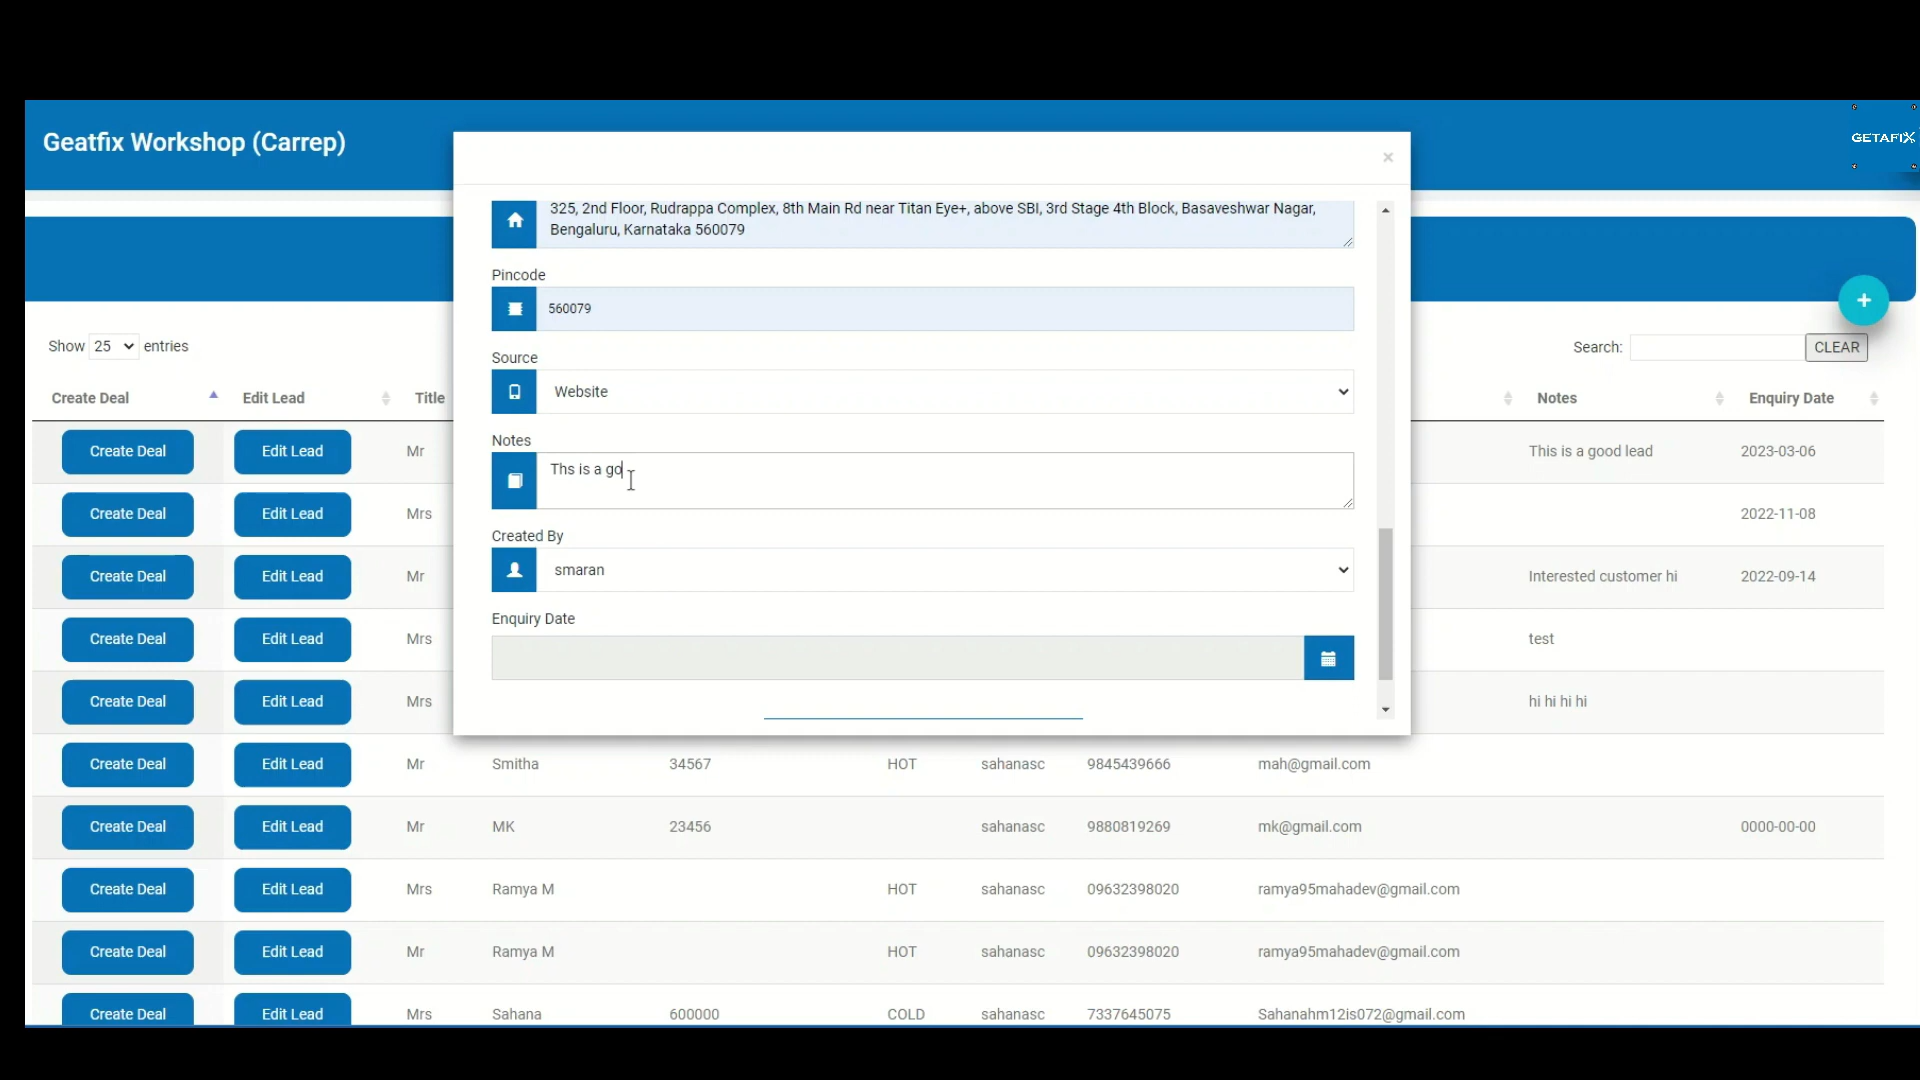 Geatfix Workshop (Carrep)
GETAFIX
×
325, 2nd Floor, Rudrappa Complex, 8th Main Rd near Titan Eye+, above SBI, 3rd Stage 4th Block, Basaveshwar Nagar,
Bengaluru, Karnataka 560079
Pincode
560079
Source
Website
Notes
Ths is a go
Created By
smaran
Enquiry Date
+
Show 25 entries
Search: CLEAR
Create Deal Edit Lead Title Notes Enquiry Date
Create Deal Edit Lead Mr This is a good lead 2023-03-06
Create Deal Edit Lead Mrs 2022-11-08
Create Deal Edit Lead Mr Interested customer hi 2022-09-14
Create Deal Edit Lead Mrs test
Create Deal Edit Lead Mrs hi hi hi hi
Create Deal Edit Lead Mr Smitha 34567 HOT sahanasc 9845439666 mah@gmail.com
Create Deal Edit Lead Mr MK 23456 sahanasc 9880819269 mk@gmail.com 0000-00-00
Create Deal Edit Lead Mrs Ramya M HOT sahanasc 09632398020 ramya95mahadev@gmail.com
Create Deal Edit Lead Mr Ramya M HOT sahanasc 09632398020 ramya95mahadev@gmail.com
Create Deal Edit Lead Mrs Sahana 600000 COLD sahanasc 7337645075 Sahanahm12is072@gmail.com